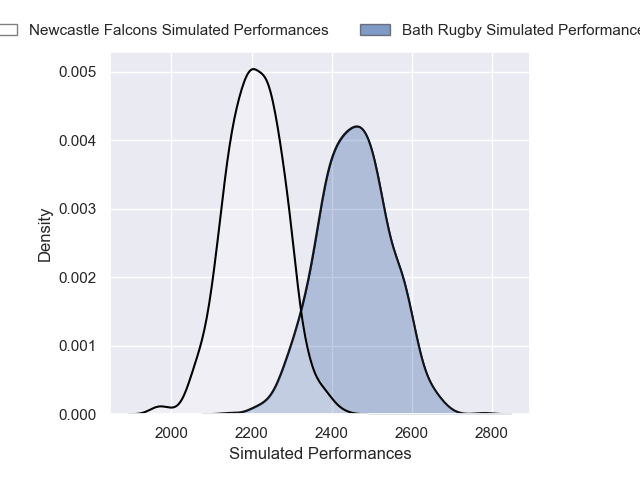 Newcastle Falcons Simulated Performances
Bath Rugby Simulated Performance
0.005
0.004
0.003
0.002
0.001
0.000
Density
2000
2200
2400
2600
2800
Simulated Performances